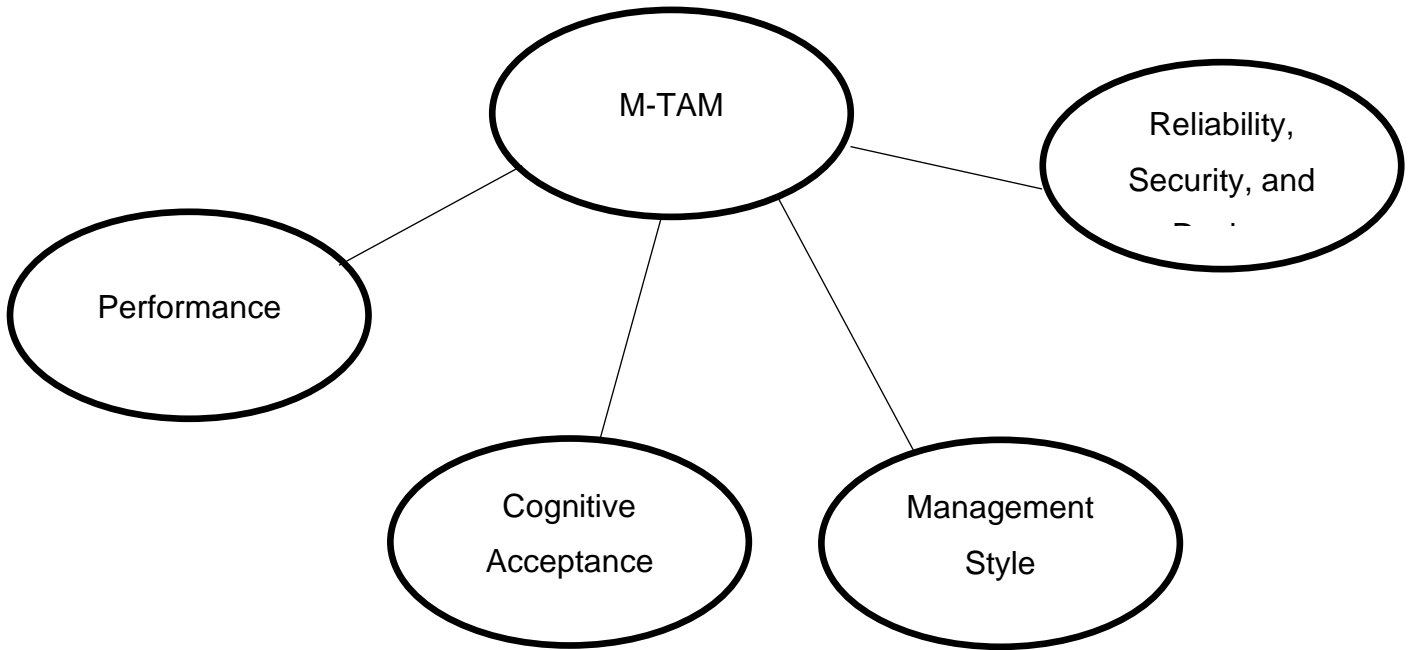 M-TAM
Reliability,
Security, and
Performance
Cognitive
Acceptance
Management
Style